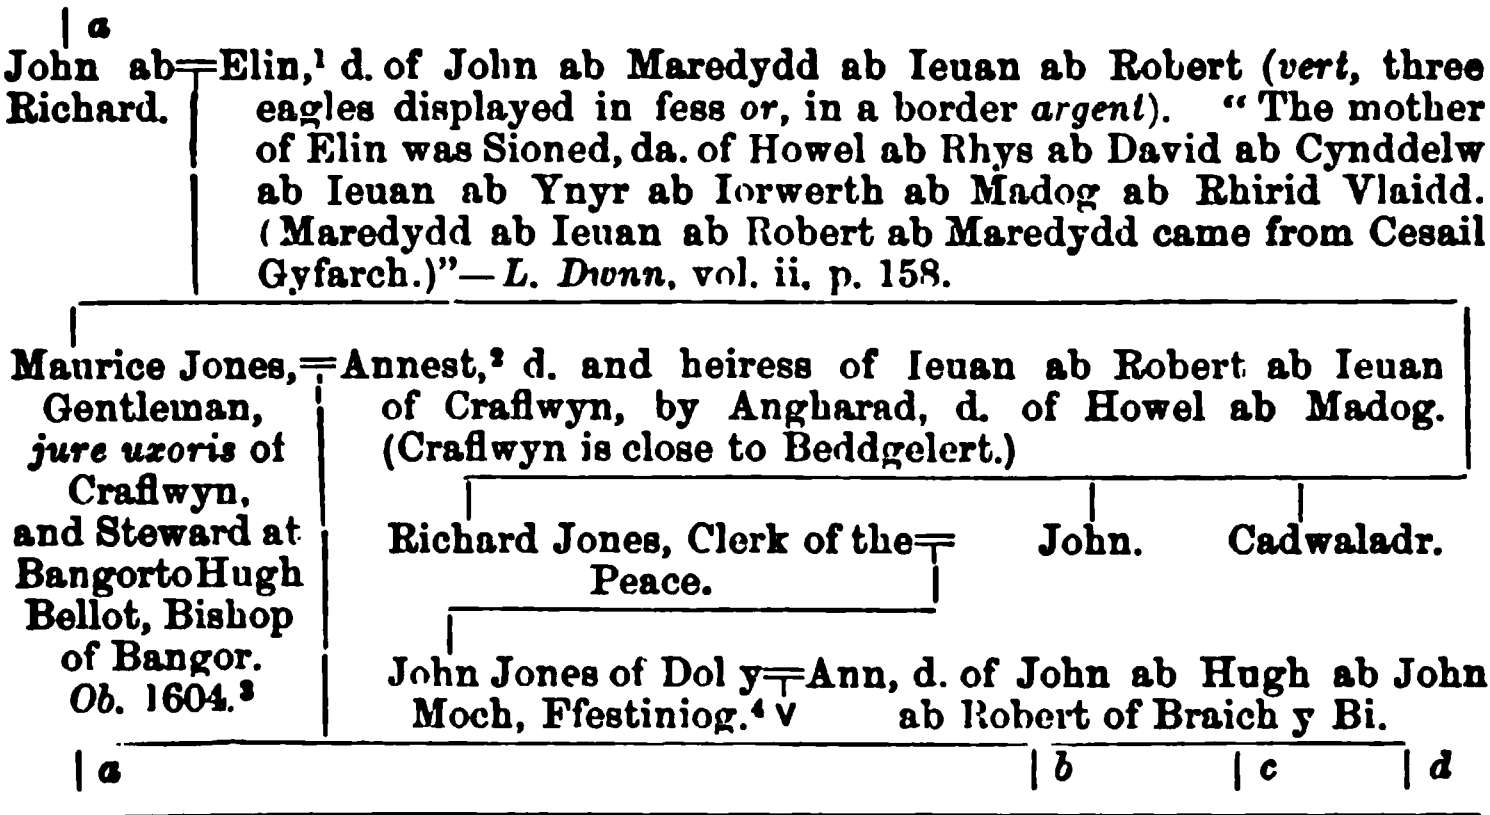 a
John ab=Elin,¹ d. of John ab Maredydd ab Ieuan ab Robert (vert, three
Richard. eagles displayed in fess or, in a border argent). “The mother
of Elin was Sioned, da. of Howel ab Rhys ab David ab Cynddelw
ab Ieuan ab Ynyr ab Iorwerth ab Madog ab Rhirid Vlaidd.
(Maredydd ab Ieuan ab Robert ab Maredydd came from Cesail
Gyfarch.)”—L. Dwnn, vol. ii, p. 158.
Maurice Jones,=Annest,² d. and heiress of Ieuan ab Robert ab Ieuan
Gentleman, of Craflwyn, by Angharad, d. of Howel ab Madog.
jure uxoris of (Craflwyn is close to Beddgelert.)
Craflwyn,
and Steward at
Bangor to Hugh
Bellot, Bishop
of Bangor.
Ob. 1604.³
Richard Jones, Clerk of the= John. Cadwaladr.
Peace.
John Jones of Dol y=Ann, d. of John ab Hugh ab John
Moch, Ffestiniog.⁴ v ab Robert of Braich y Bi.
a b c d